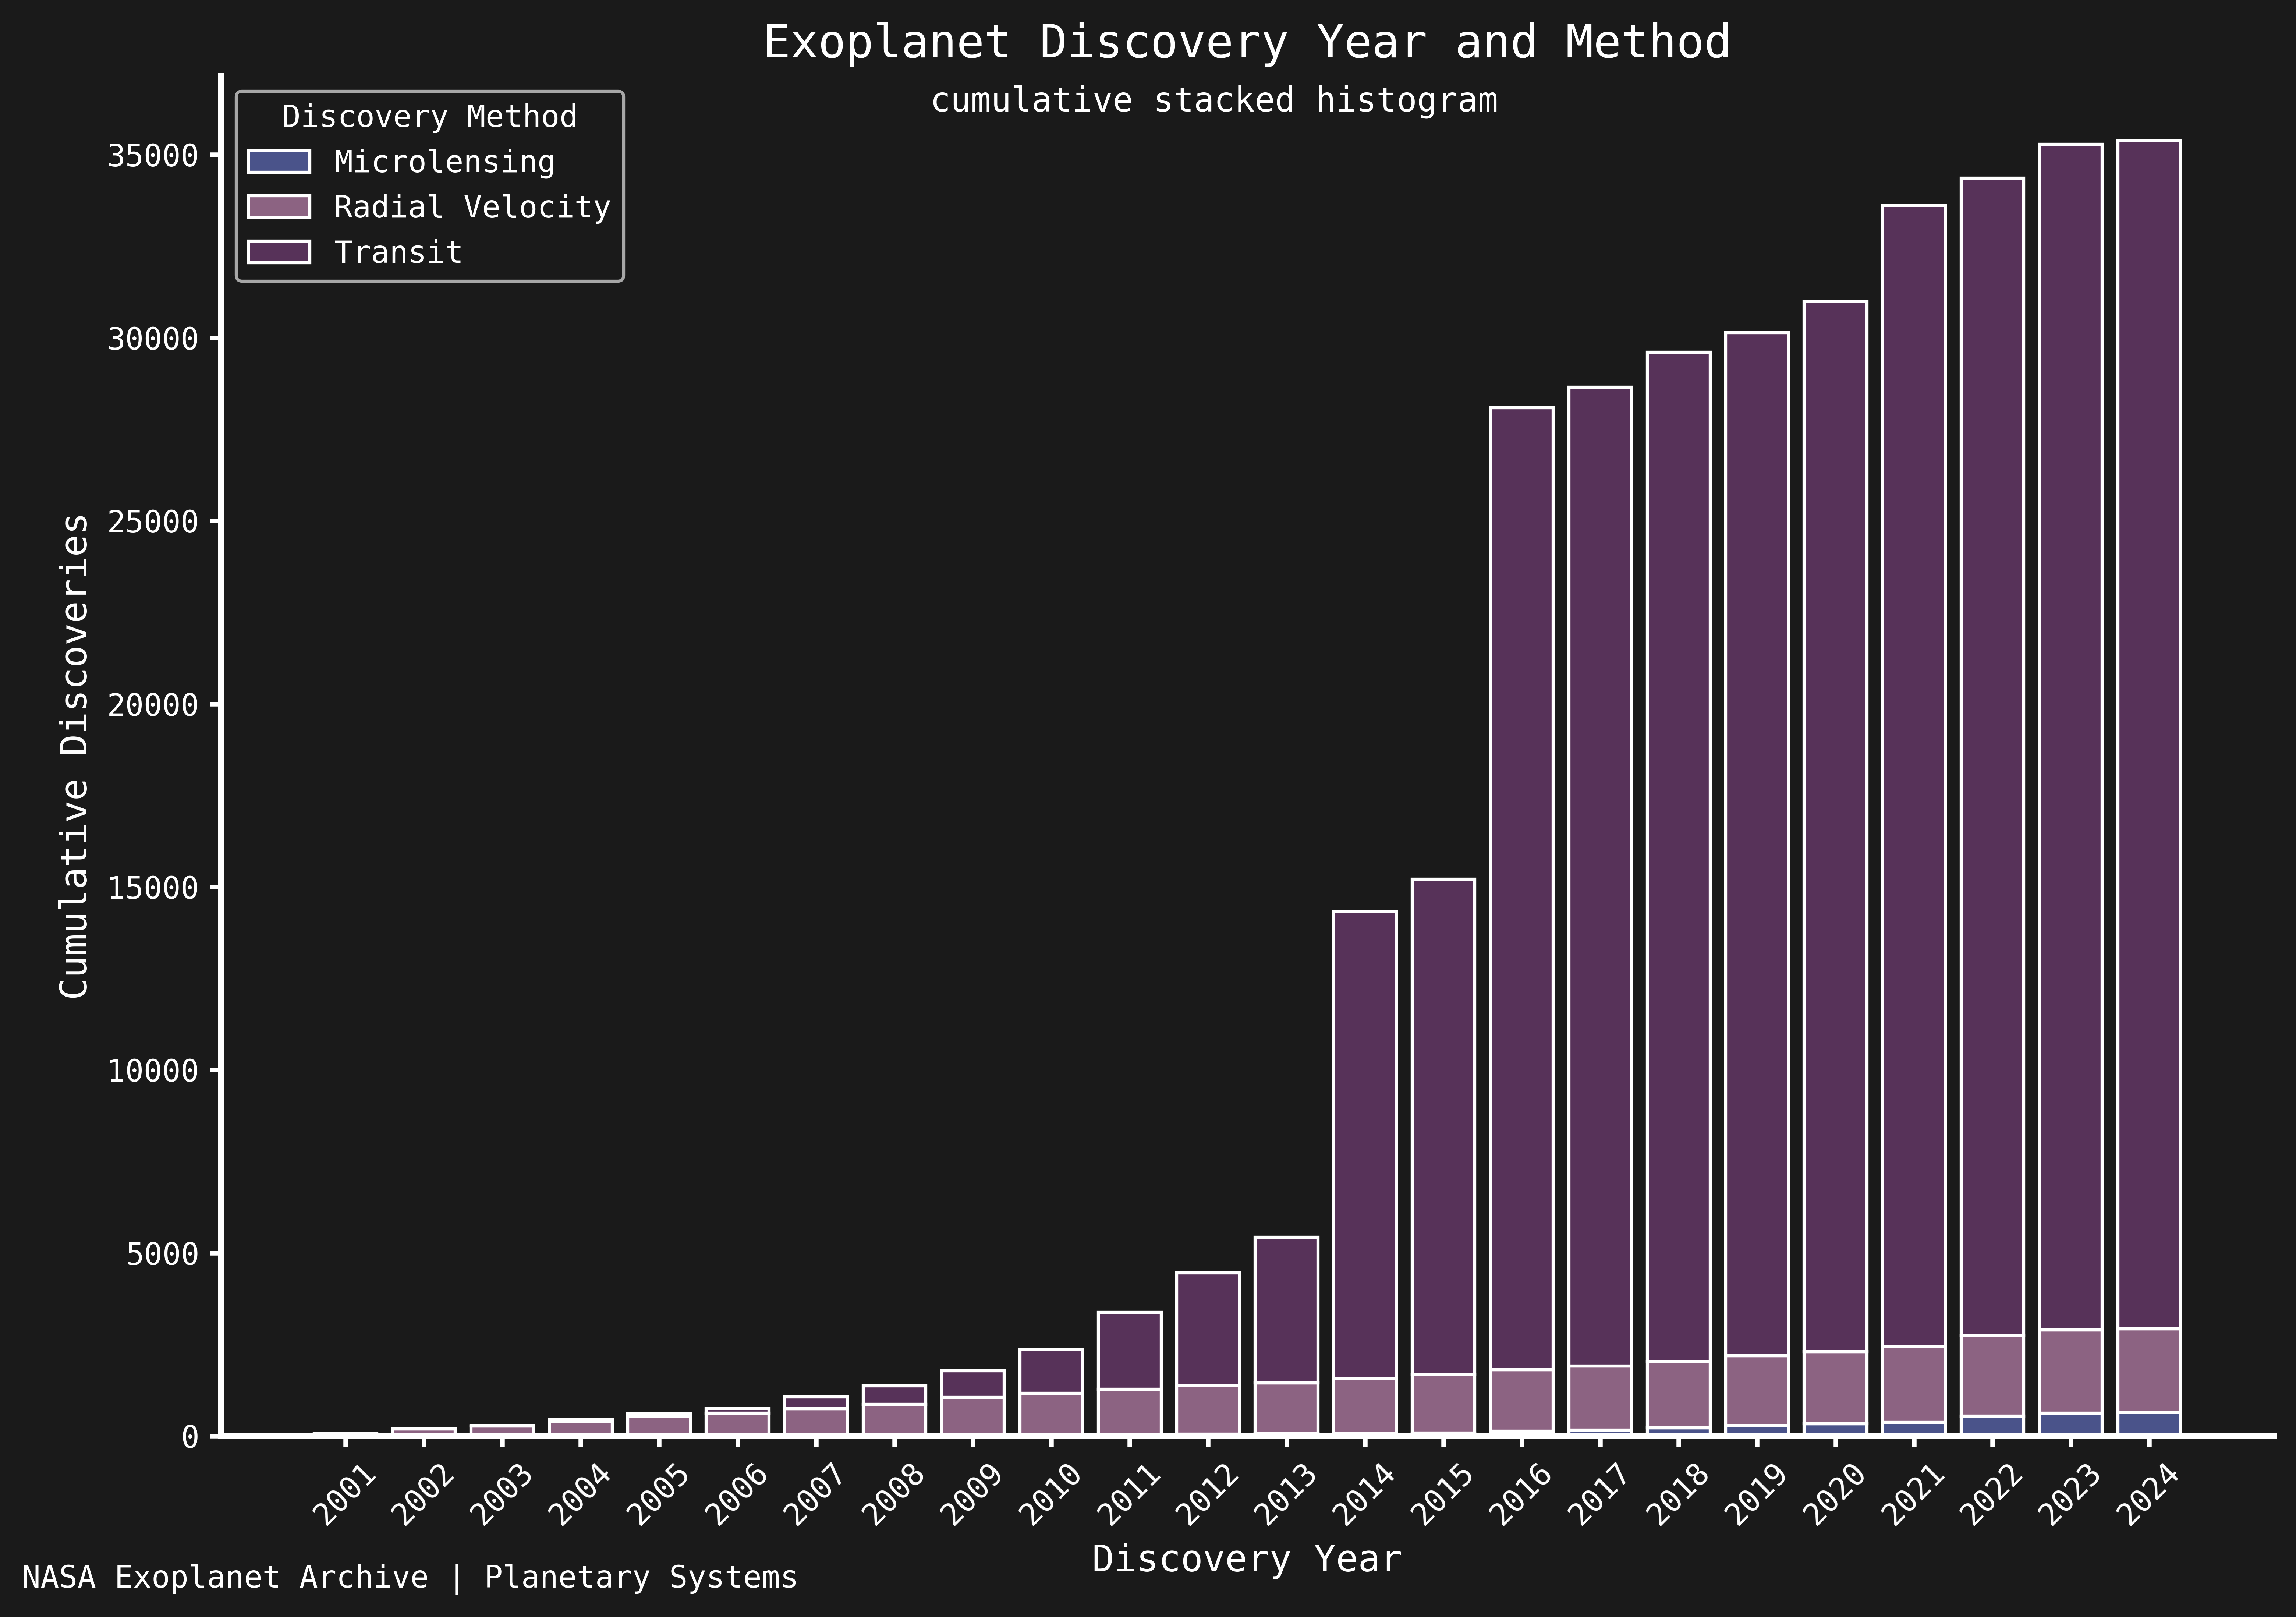 Exoplanet Discovery Year and Method
cumulative stacked histogram
Discovery Method
Microlensing
Radial Velocity
Transit
Cumulative Discoveries
35000
30000
25000
20000
15000
10000
5000
0
2001 2002 2003 2004 2005 2006 2007 2008 2009 2010 2011 2012 2013 2014 2015 2016 2017 2018 2019 2020 2021 2022 2023 2024
Discovery Year
NASA Exoplanet Archive | Planetary Systems